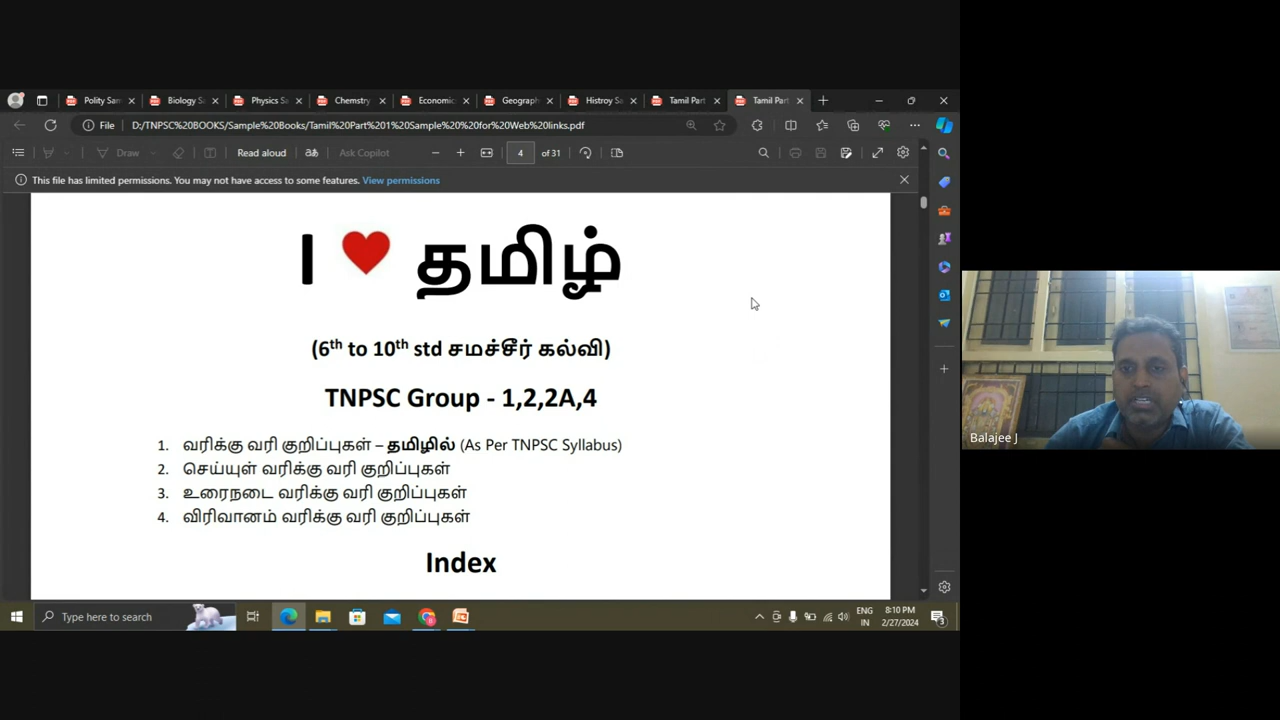 Polity Sam
Biology Sa
Physics Sa
Chemstry
Economic
Geograph
Histroy Sa
Tamil Part
Tamil Part
File
D:/TNPSC%20BOOKS/Sample%20Books/Tamil%20Part%201%20Sample%20%20for%20Web%20links.pdf
Draw
Read aloud
Ask Copilot
4
of 31
This file has limited permissions. You may not have access to some features. View permissions
I ❤ தமிழ்
(6th to 10th std சமச்சீர் கல்வி)
TNPSC Group - 1,2,2A,4
1. வரிக்கு வரி குறிப்புகள் – தமிழில் (As Per TNPSC Syllabus)
2. செய்யுள் வரிக்கு வரி குறிப்புகள்
3. உரைநடை வரிக்கு வரி குறிப்புகள்
4. விரிவானம் வரிக்கு வரி குறிப்புகள்
Index
Balajee J
Type here to search
ENG
IN
8:10 PM
2/27/2024
3